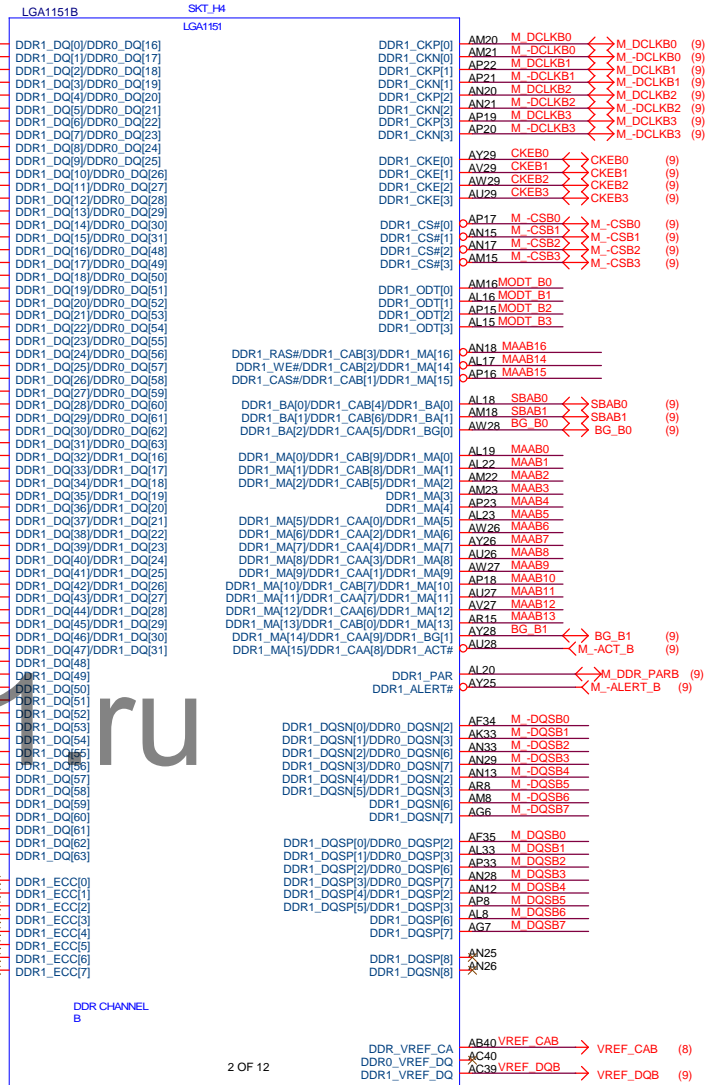 LGA1151B SKT_H4
LGA1151
DDR1_DQ[0]/DDR0_DQ[16] DDR1_CKP[0] AM20 M_DCLKB0 M_DCLKB0 (9)
DDR1_DQ[1]/DDR0_DQ[17] DDR1_CKN[0] AM21 M_-DCLKB0 M_-DCLKB0 (9)
DDR1_DQ[2]/DDR0_DQ[18] DDR1_CKP[1] AP22 M_DCLKB1 M_DCLKB1 (9)
DDR1_DQ[3]/DDR0_DQ[19] DDR1_CKN[1] AP21 M_-DCLKB1 M_-DCLKB1 (9)
DDR1_DQ[4]/DDR0_DQ[20] DDR1_CKP[2] AN20 M_DCLKB2 M_DCLKB2 (9)
DDR1_DQ[5]/DDR0_DQ[21] DDR1_CKN[2] AN21 M_-DCLKB2 M_-DCLKB2 (9)
DDR1_DQ[6]/DDR0_DQ[22] DDR1_CKP[3] AP19 M_DCLKB3 M_DCLKB3 (9)
DDR1_DQ[7]/DDR0_DQ[23] DDR1_CKN[3] AP20 M_-DCLKB3 M_-DCLKB3 (9)
DDR1_DQ[8]/DDR0_DQ[24]
DDR1_DQ[9]/DDR0_DQ[25] DDR1_CKE[0] AY29 CKEB0 CKEB0 (9)
DDR1_DQ[10]/DDR0_DQ[26] DDR1_CKE[1] AV29 CKEB1 CKEB1 (9)
DDR1_DQ[11]/DDR0_DQ[27] DDR1_CKE[2] AW29 CKEB2 CKEB2 (9)
DDR1_DQ[12]/DDR0_DQ[28] DDR1_CKE[3] AU29 CKEB3 CKEB3 (9)
DDR1_DQ[13]/DDR0_DQ[29]
DDR1_DQ[14]/DDR0_DQ[30] DDR1_CS#[0] AP17 M_-CSB0 M_-CSB0 (9)
DDR1_DQ[15]/DDR0_DQ[31] DDR1_CS#[1] AN15 M_-CSB1 M_-CSB1 (9)
DDR1_DQ[16]/DDR0_DQ[48] DDR1_CS#[2] AN17 M_-CSB2 M_-CSB2 (9)
DDR1_DQ[17]/DDR0_DQ[49] DDR1_CS#[3] AM15 M_-CSB3 M_-CSB3 (9)
DDR1_DQ[18]/DDR0_DQ[50]
DDR1_DQ[19]/DDR0_DQ[51] DDR1_ODT[0] AM16 MODT_B0
DDR1_DQ[20]/DDR0_DQ[52] DDR1_ODT[1] AL16 MODT_B1
DDR1_DQ[21]/DDR0_DQ[53] DDR1_ODT[2] AP15 MODT_B2
DDR1_DQ[22]/DDR0_DQ[54] DDR1_ODT[3] AL15 MODT_B3
DDR1_DQ[23]/DDR0_DQ[55]
DDR1_DQ[24]/DDR0_DQ[56] DDR1_RAS#/DDR1_CAB[3]/DDR1_MA[16] AN18 MAAB16
DDR1_DQ[25]/DDR0_DQ[57] DDR1_WE#/DDR1_CAB[2]/DDR1_MA[14] AL17 MAAB14
DDR1_DQ[26]/DDR0_DQ[58] DDR1_CAS#/DDR1_CAB[1]/DDR1_MA[15] AP16 MAAB15
DDR1_DQ[27]/DDR0_DQ[59]
DDR1_DQ[28]/DDR0_DQ[60] DDR1_BA[0]/DDR1_CAB[4]/DDR1_BA[0] AL18 SBAB0 SBAB0 (9)
DDR1_DQ[29]/DDR0_DQ[61] DDR1_BA[1]/DDR1_CAB[6]/DDR1_BA[1] AM18 SBAB1 SBAB1 (9)
DDR1_DQ[30]/DDR0_DQ[62] DDR1_BA[2]/DDR1_CAA[5]/DDR1_BG[0] AW28 BG_B0 BG_B0 (9)
DDR1_DQ[31]/DDR0_DQ[63]
DDR1_DQ[32]/DDR1_DQ[16] DDR1_MA[0]/DDR1_CAB[9]/DDR1_MA[0] AL19 MAAB0
DDR1_DQ[33]/DDR1_DQ[17] DDR1_MA[1]/DDR1_CAB[8]/DDR1_MA[1] AL22 MAAB1
DDR1_DQ[34]/DDR1_DQ[18] DDR1_MA[2]/DDR1_CAB[5]/DDR1_MA[2] AM22 MAAB2
DDR1_DQ[35]/DDR1_DQ[19] DDR1_MA[3] AM23 MAAB3
DDR1_DQ[36]/DDR1_DQ[20] DDR1_MA[4] AP23 MAAB4
DDR1_DQ[37]/DDR1_DQ[21] DDR1_MA[5]/DDR1_CAA[0]/DDR1_MA[5] AL23 MAAB5
DDR1_DQ[38]/DDR1_DQ[22] DDR1_MA[6]/DDR1_CAA[2]/DDR1_MA[6] AW26 MAAB6
DDR1_DQ[39]/DDR1_DQ[23] DDR1_MA[7]/DDR1_CAA[4]/DDR1_MA[7] AY26 MAAB7
DDR1_DQ[40]/DDR1_DQ[24] DDR1_MA[8]/DDR1_CAA[3]/DDR1_MA[8] AU26 MAAB8
DDR1_DQ[41]/DDR1_DQ[25] DDR1_MA[9]/DDR1_CAA[1]/DDR1_MA[9] AW27 MAAB9
DDR1_DQ[42]/DDR1_DQ[26] DDR1_MA[10]/DDR1_CAB[7]/DDR1_MA[10] AP18 MAAB10
DDR1_DQ[43]/DDR1_DQ[27] DDR1_MA[11]/DDR1_CAA[7]/DDR1_MA[11] AU27 MAAB11
DDR1_DQ[44]/DDR1_DQ[28] DDR1_MA[12]/DDR1_CAA[6]/DDR1_MA[12] AV27 MAAB12
DDR1_DQ[45]/DDR1_DQ[29] DDR1_MA[13]/DDR1_CAB[0]/DDR1_MA[13] AR15 MAAB13
DDR1_DQ[46]/DDR1_DQ[30] DDR1_MA[14]/DDR1_CAA[9]/DDR1_BG[1] AY28 BG_B1 BG_B1 (9)
DDR1_DQ[47]/DDR1_DQ[31] DDR1_MA[15]/DDR1_CAA[8]/DDR1_ACT# AU28 M_-ACT_B (9)
DDR1_DQ[48]
DDR1_DQ[49] DDR1_PAR AL20 M_DDR_PARB (9)
DDR1_DQ[50] DDR1_ALERT# AY25 M_-ALERT_B (9)
DDR1_DQ[51]
DDR1_DQ[52]
DDR1_DQ[53] DDR1_DQSN[0]/DDR0_DQSN[2] AF34 M_-DQSB0
DDR1_DQ[54] DDR1_DQSN[1]/DDR0_DQSN[3] AK33 M_-DQSB1
DDR1_DQ[55] DDR1_DQSN[2]/DDR0_DQSN[6] AN33 M_-DQSB2
DDR1_DQ[56] DDR1_DQSN[3]/DDR0_DQSN[7] AN29 M_-DQSB3
DDR1_DQ[57] DDR1_DQSN[4]/DDR1_DQSN[2] AN13 M_-DQSB4
DDR1_DQ[58] DDR1_DQSN[5]/DDR1_DQSN[3] AR8 M_-DQSB5
DDR1_DQ[59] DDR1_DQSN[6] AM8 M_-DQSB6
DDR1_DQ[60] DDR1_DQSN[7] AG6 M_-DQSB7
DDR1_DQ[61]
DDR1_DQ[62] DDR1_DQSP[0]/DDR0_DQSP[2] AF35 M_DQSB0
DDR1_DQ[63] DDR1_DQSP[1]/DDR0_DQSP[3] AL33 M_DQSB1
DDR1_DQSP[2]/DDR0_DQSP[6] AP33 M_DQSB2
DDR1_ECC[0] DDR1_DQSP[3]/DDR0_DQSP[7] AN28 M_DQSB3
DDR1_ECC[1] DDR1_DQSP[4]/DDR1_DQSP[2] AN12 M_DQSB4
DDR1_ECC[2] DDR1_DQSP[5]/DDR1_DQSP[3] AP8 M_DQSB5
DDR1_ECC[3] DDR1_DQSP[6] AL8 M_DQSB6
DDR1_ECC[4] DDR1_DQSP[7] AG7 M_DQSB7
DDR1_ECC[5]
DDR1_ECC[6] DDR1_DQSP[8] AN25
DDR1_ECC[7] DDR1_DQSN[8] AN26
DDR CHANNEL
B
DDR_VREF_CA AB40 VREF_CAB VREF_CAB (8)
2 OF 12 DDR0_VREF_DQ AC40
DDR1_VREF_DQ AC39 VREF_DQB VREF_DQB (9)
1.ru